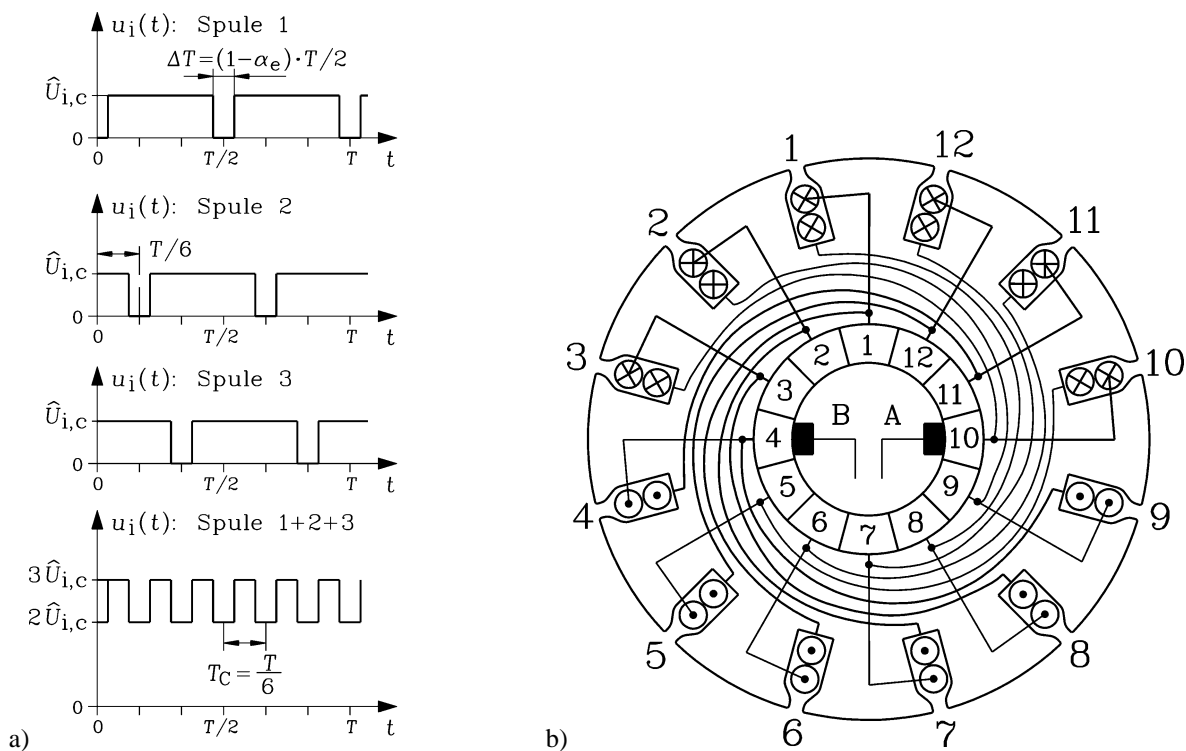 u_i(t): Spule 1
ΔT=(1-α_e)·T/2
Û_i,c
0
0 T/2 T t
u_i(t): Spule 2
T/6
Û_i,c
0
0 T/2 T t
u_i(t): Spule 3
Û_i,c
0
0 T/2 T t
u_i(t): Spule 1+2+3
3Û_i,c
2Û_i,c
T_C=T/6
0
0 T/2 T t
a)
1 12
2 11
3 10
4 9
5 8
6 7
1
2 12
3 11
B A
4 10
5 9
6 8
7
b)